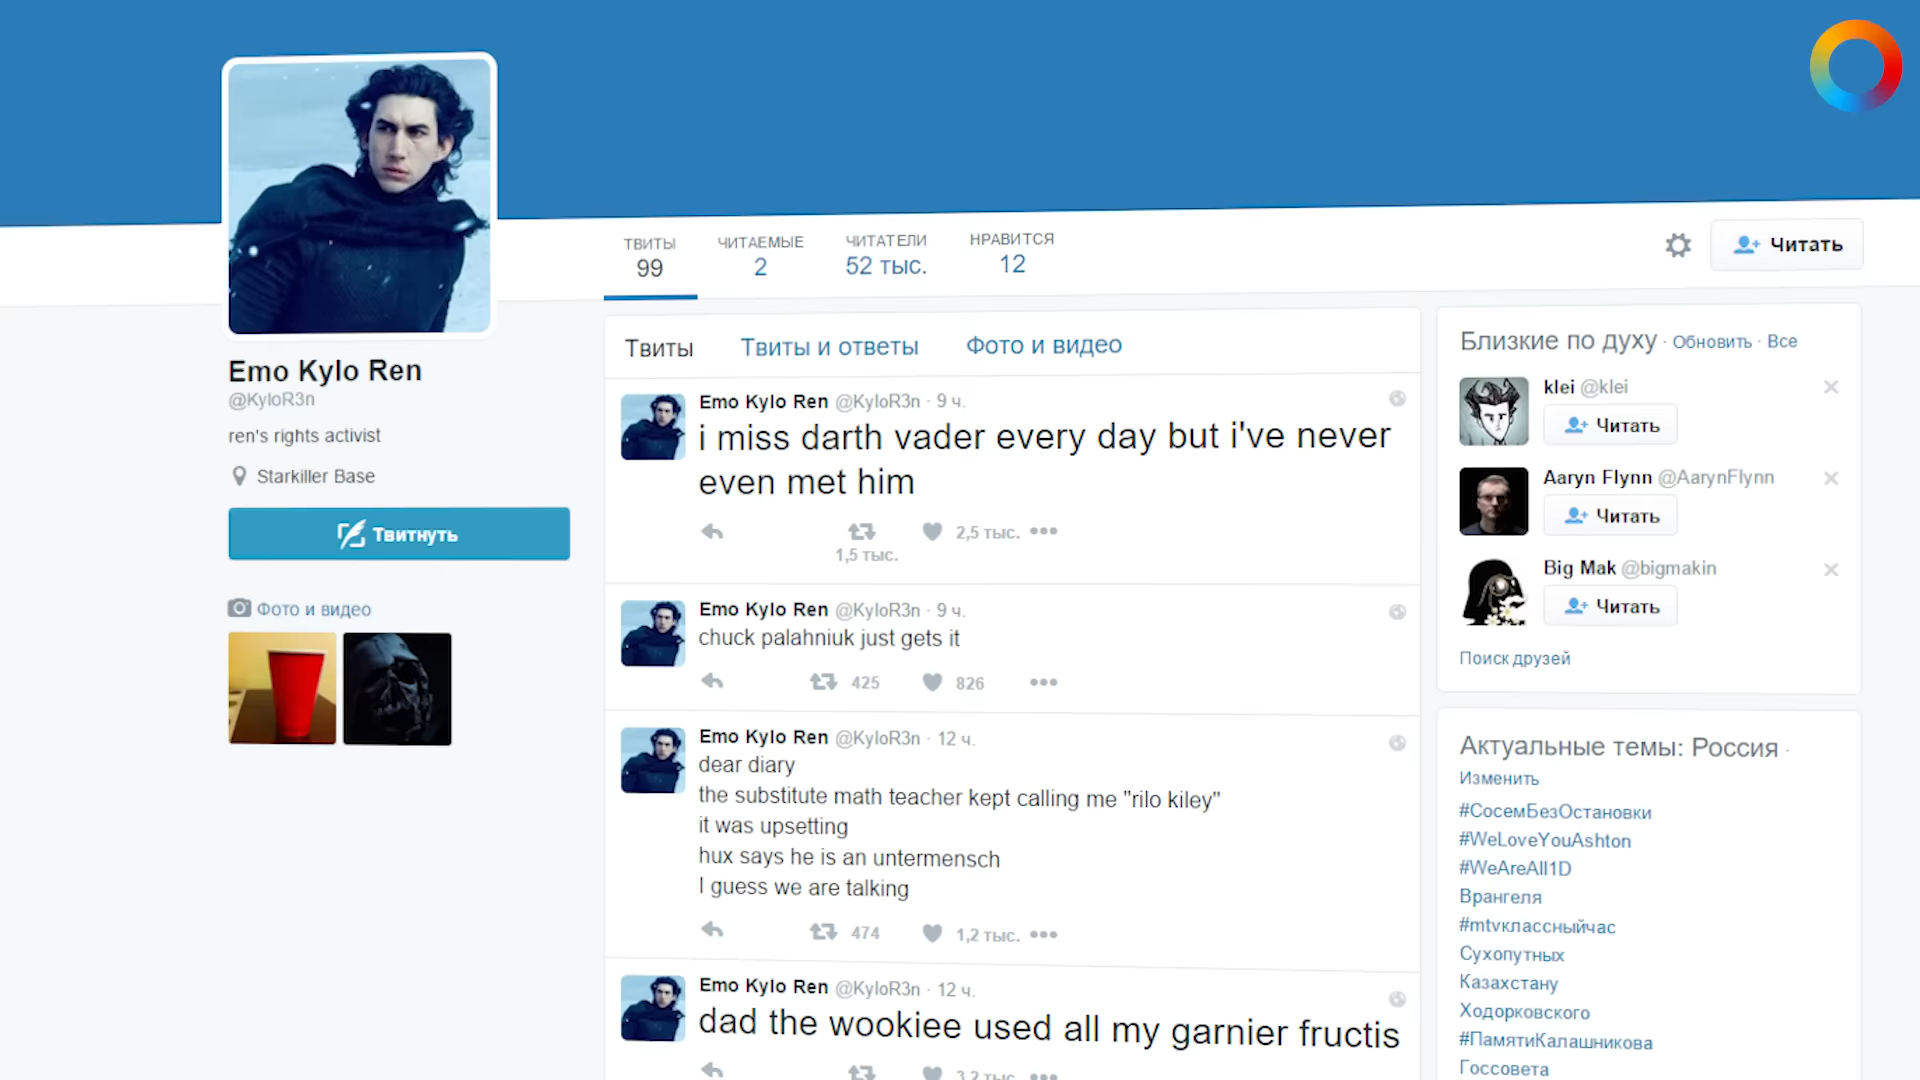 ТВИТЫ
99
ЧИТАЕМЫЕ
2
ЧИТАТЕЛИ
52 тыс.
НРАВИТСЯ
12
Читать
Emo Kylo Ren
@KyloR3n
ren's rights activist
Starkiller Base
Твитнуть
Фото и видео
Твиты
Твиты и ответы
Фото и видео
Emo Kylo Ren @KyloR3n · 9 ч.
i miss darth vader every day but i've never
even met him
1,5 тыс.
2,5 тыс.
Emo Kylo Ren @KyloR3n · 9 ч.
chuck palahniuk just gets it
425
826
Emo Kylo Ren @KyloR3n · 12 ч.
dear diary
the substitute math teacher kept calling me "rilo kiley"
it was upsetting
hux says he is an untermensch
I guess we are talking
474
1,2 тыс.
Emo Kylo Ren @KyloR3n · 12 ч.
dad the wookiee used all my garnier fructis
3,2 тыс.
Близкие по духу · Обновить · Все
klei @klei
Читать
Aaryn Flynn @AarynFlynn
Читать
Big Mak @bigmakin
Читать
Поиск друзей
Актуальные темы: Россия ·
Изменить
#СосемБезОстановки
#WeLoveYouAshton
#WeAreAll1D
Врангеля
#mtvклассныйчас
Сухопутных
Казахстану
Ходорковского
#ПамятиКалашникова
Госсовета